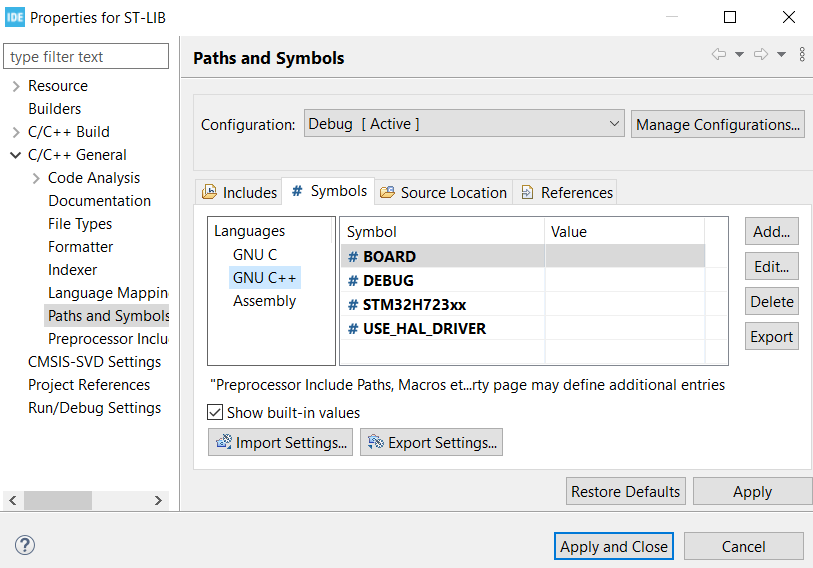 IDE Properties for ST-LIB
type filter text
Resource
Builders
C/C++ Build
C/C++ General
Code Analysis
Documentation
File Types
Formatter
Indexer
Language Mappin
Paths and Symbols
Preprocessor Inclu
CMSIS-SVD Settings
Project References
Run/Debug Settings
Paths and Symbols
Configuration: Debug [ Active ] Manage Configurations...
Includes # Symbols Source Location References
Languages
GNU C
GNU C++
Assembly
Symbol Value
# BOARD
# DEBUG
# STM32H723xx
# USE_HAL_DRIVER
Add...
Edit...
Delete
Export
"Preprocessor Include Paths, Macros et...rty page may define additional entries
Show built-in values
Import Settings... Export Settings...
Restore Defaults Apply
? Apply and Close Cancel